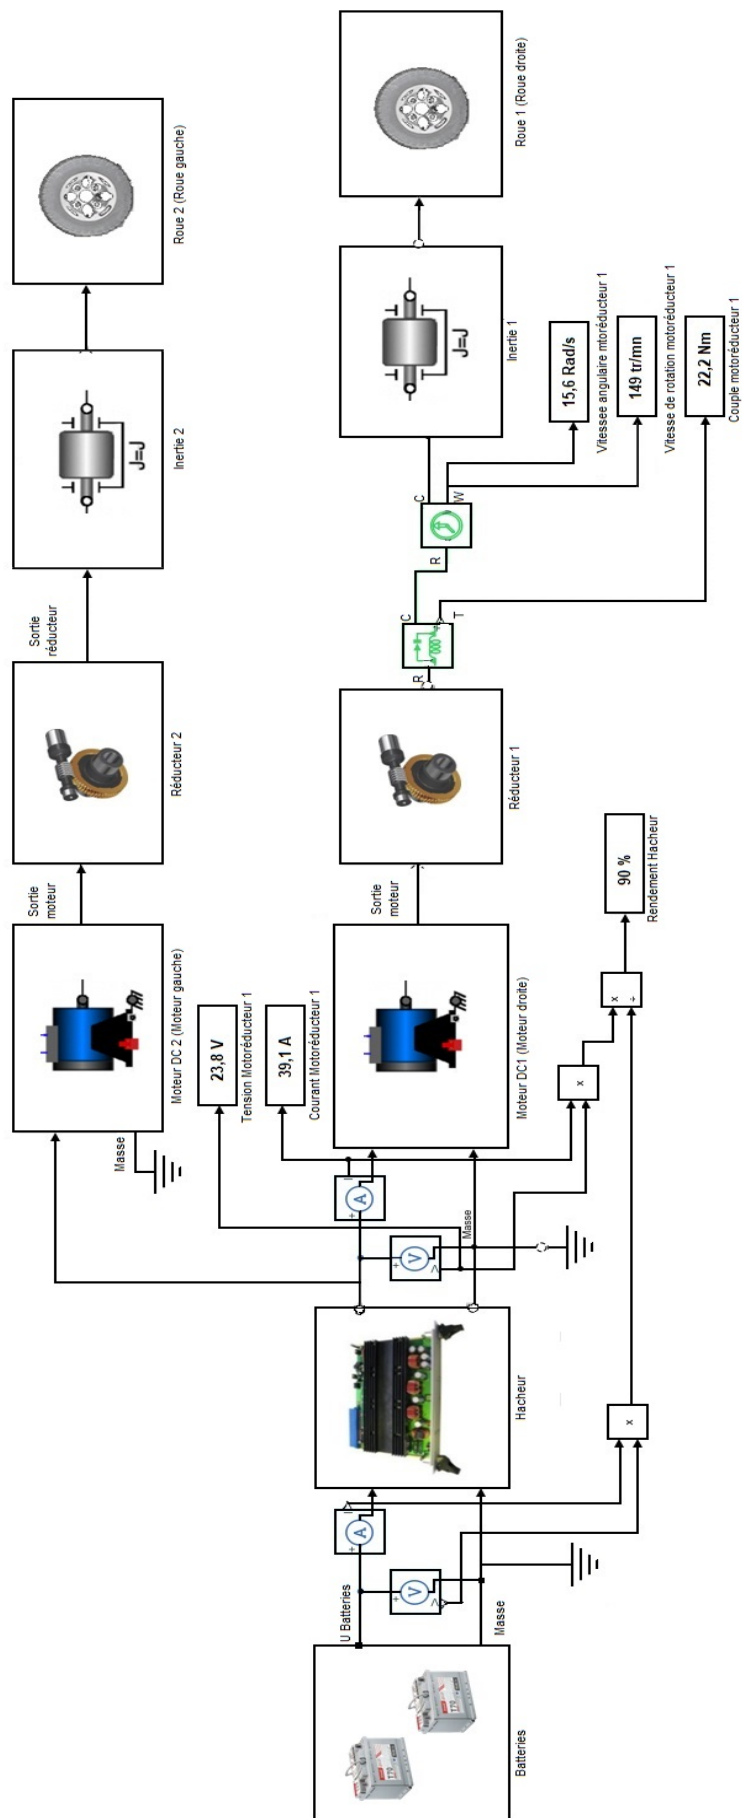 Roue 2 (Roue gauche)
J=J
Inertie 2
Sortie
réducteur
Réducteur 2
Sortie
moteur
Moteur DC 2 (Moteur gauche)
Masse
23,8 V
Tension Motoréducteur 1
39,1 A
Courant Motoréducteur 1
Roue 1 (Roue droite)
J=J
Inertie 1
15,6 Rad/s
Vitessee angulaire mtoréducteur 1
149 tr/mn
Vitesse de rotation motoréducteur 1
22,2 Nm
Couple motoréducteur 1
C
W
R
C
T
R
Réducteur 1
Sortie
moteur
Moteur DC1 (Moteur droite)
90 %
Rendement Hacheur
x
÷
x
+
A
I
+
V
V
Masse
Hacheur
x
+
A
I
+
V
V
U Batteries
Masse
Batteries